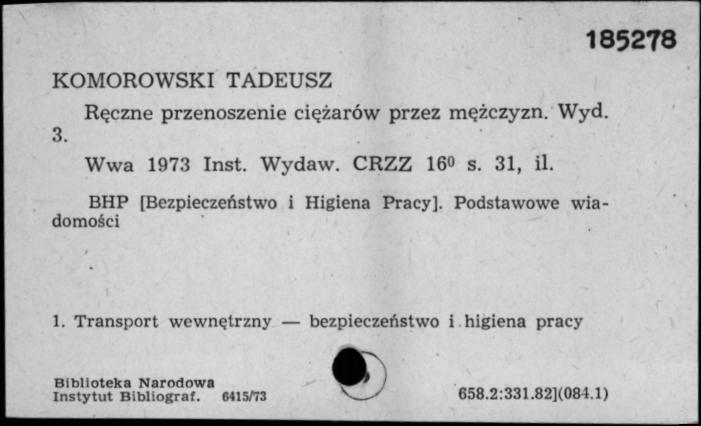 185278
KOMOROWSKI TADEUSZ
Ręczne przenoszenie ciężarów przez mężczyzn. Wyd.
3.
Wwa 1973 Inst. Wydaw. CRZZ 16⁰ s. 31, il.
BHP [Bezpieczeństwo i Higiena Pracy]. Podstawowe wia-
domości
1. Transport wewnętrzny — bezpieczeństwo i higiena pracy
Biblioteka Narodowa
Instytut Bibliograf. 6415/73
658.2:331.82](084.1)